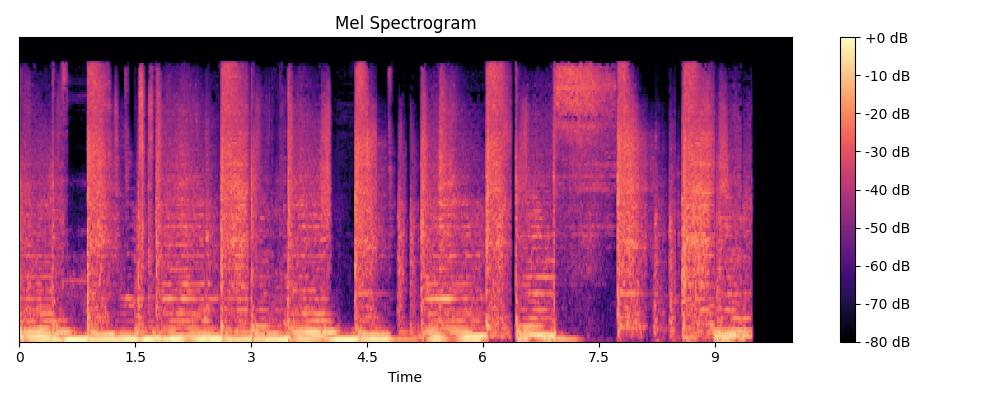 Mel Spectrogram
+0 dB
-10 dB
-20 dB
-30 dB
-40 dB
-50 dB
-60 dB
-70 dB
-80 dB
0 1.5 3 4.5 6 7.5 9
Time